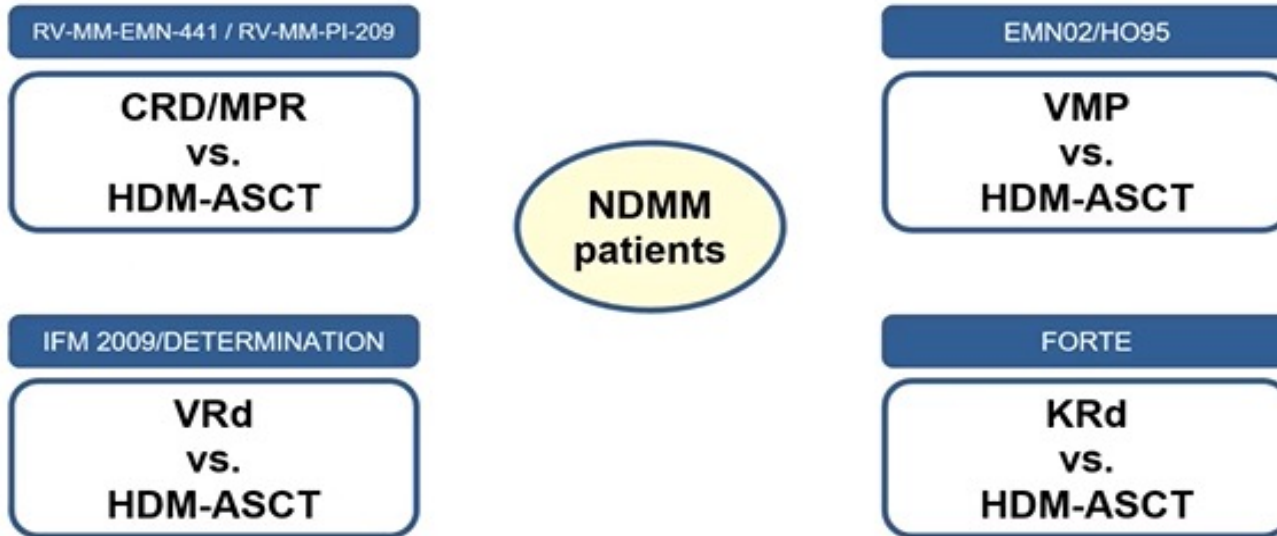 RV-MM-EMN-441 / RV-MM-PI-209
CRD/MPR
vs.
HDM-ASCT
EMN02/HO95
VMP
vs.
HDM-ASCT
NDMM
patients
IFM 2009/DETERMINATION
VRd
vs.
HDM-ASCT
FORTE
KRd
vs.
HDM-ASCT